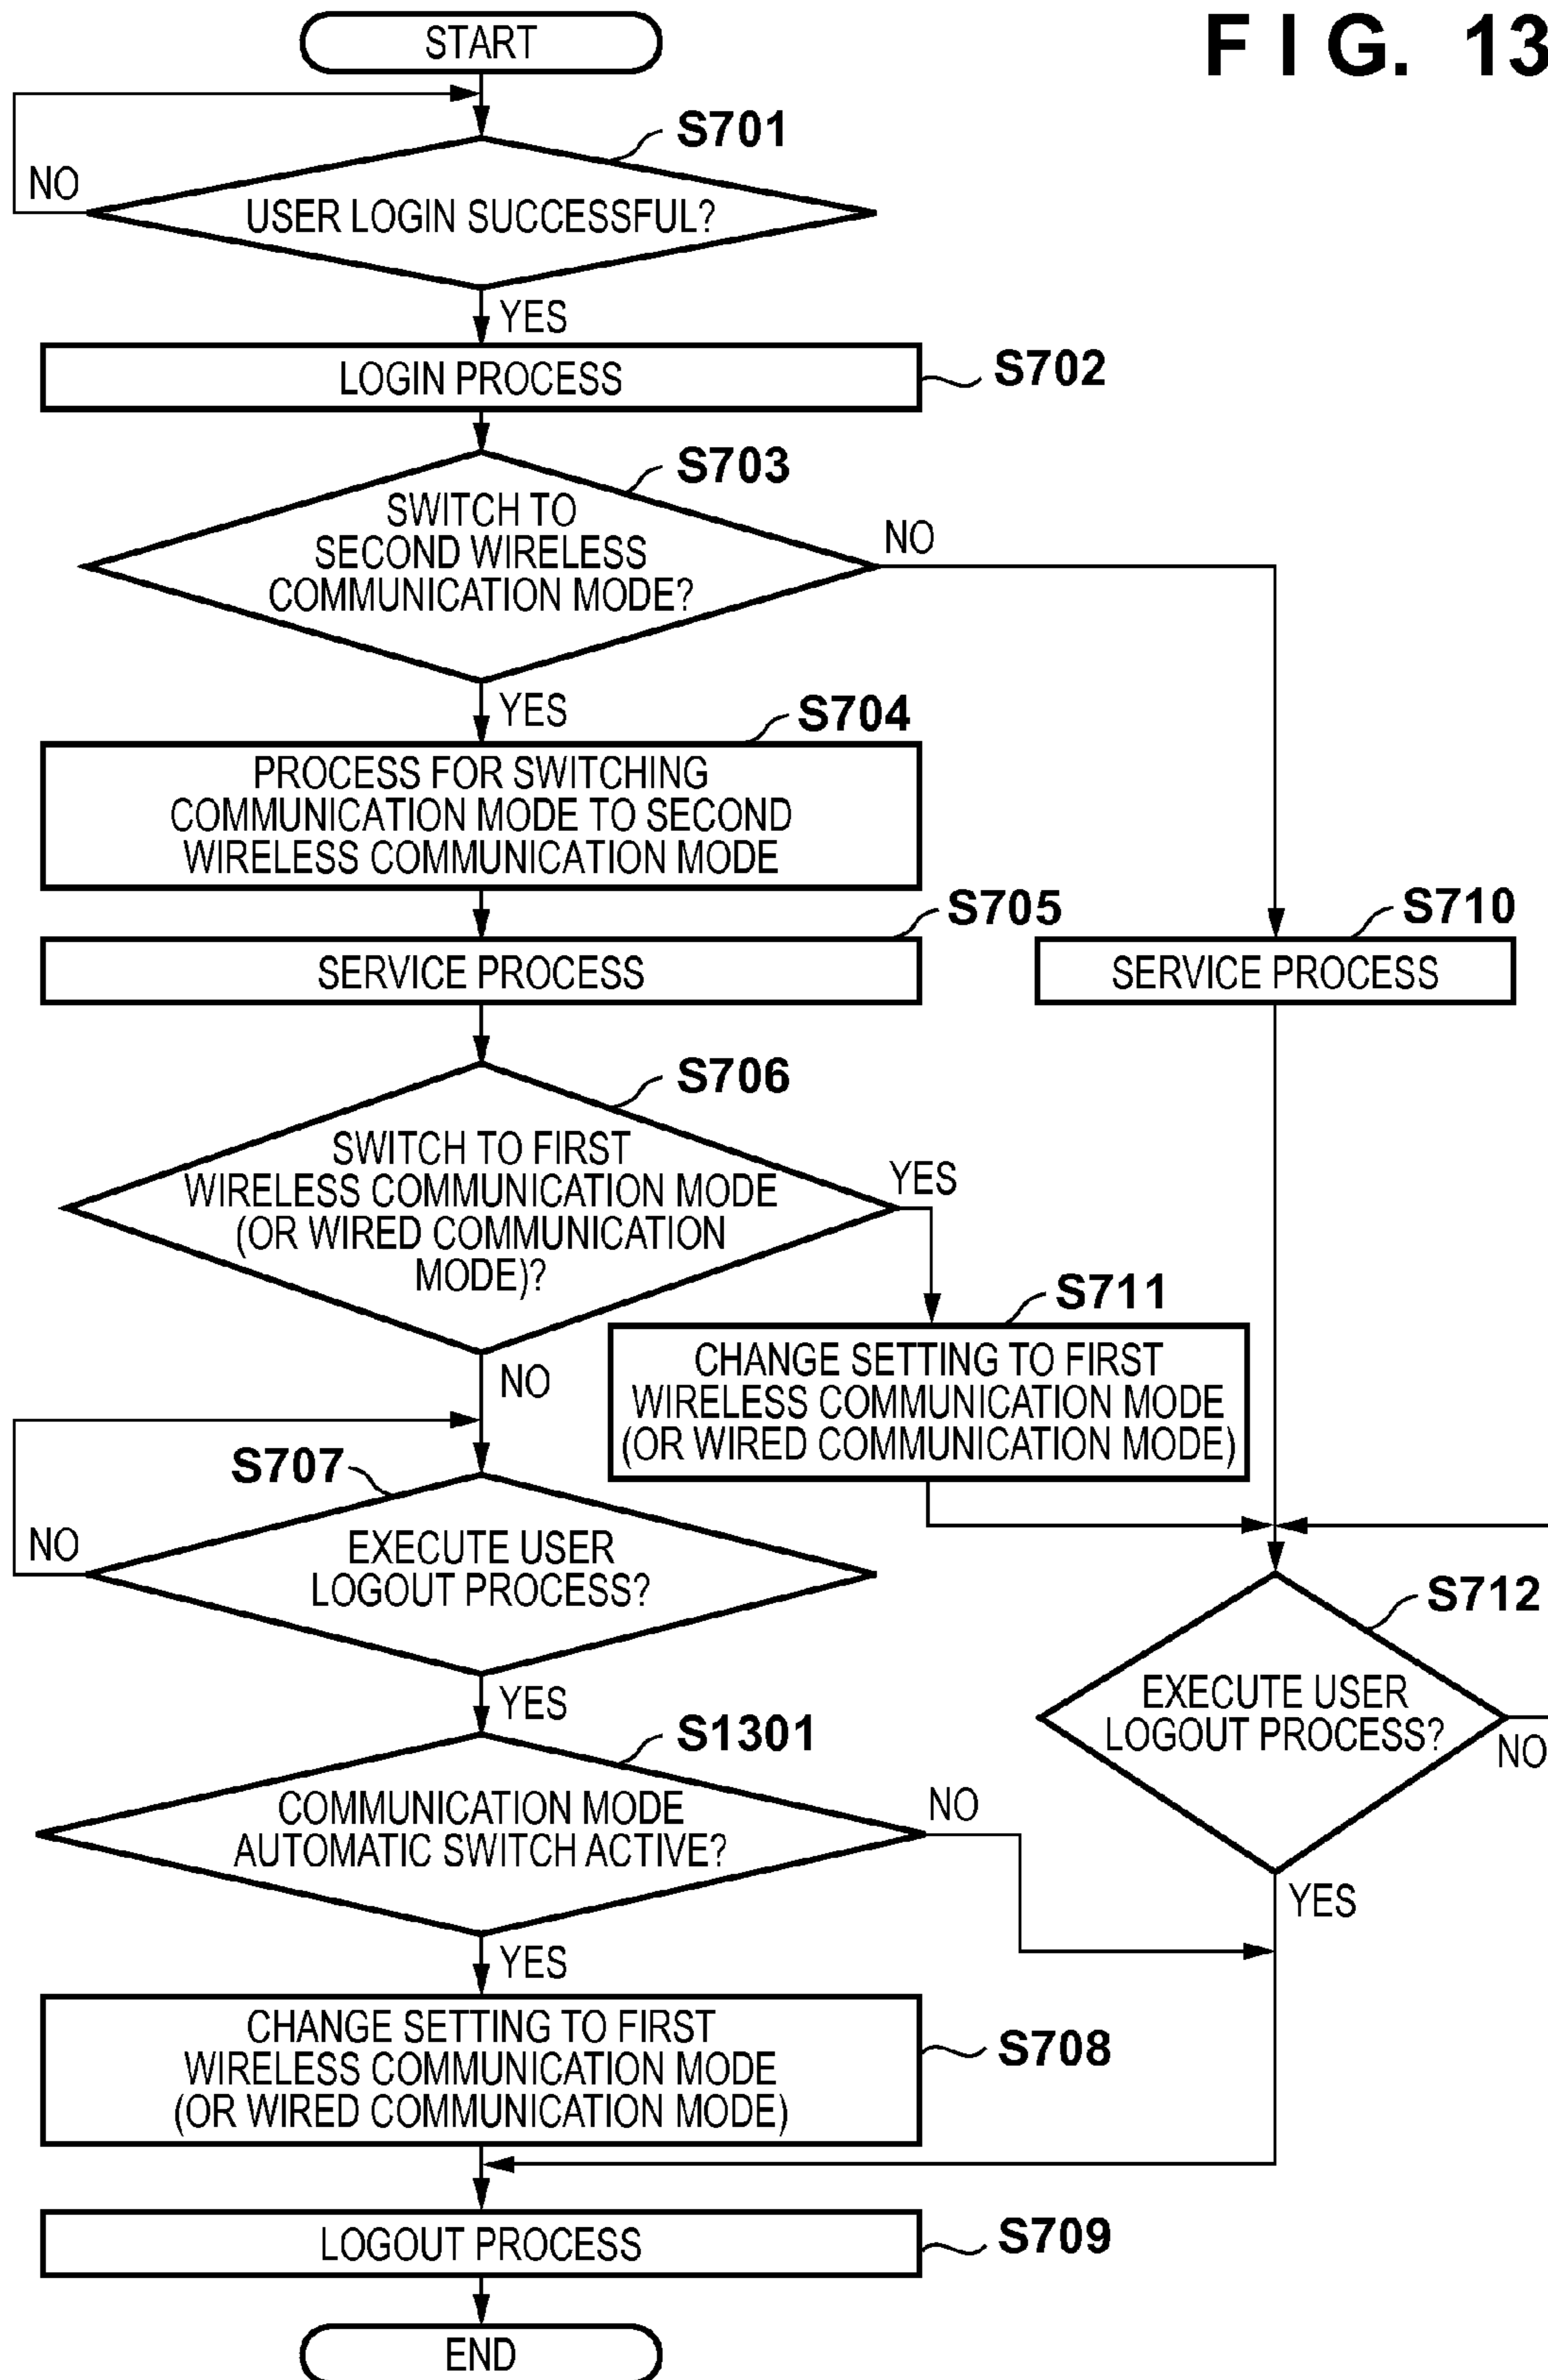 F I G. 13
START
S701
NO
USER LOGIN SUCCESSFUL?
YES
LOGIN PROCESS
S702
S703
SWITCH TO
SECOND WIRELESS
COMMUNICATION MODE?
NO
YES
S704
PROCESS FOR SWITCHING
COMMUNICATION MODE TO SECOND
WIRELESS COMMUNICATION MODE
S705
SERVICE PROCESS
S710
SERVICE PROCESS
S706
SWITCH TO FIRST
WIRELESS COMMUNICATION MODE
(OR WIRED COMMUNICATION
MODE)?
YES
NO
S711
CHANGE SETTING TO FIRST
WIRELESS COMMUNICATION MODE
(OR WIRED COMMUNICATION MODE)
S707
NO
EXECUTE USER
LOGOUT PROCESS?
YES
S712
EXECUTE USER
LOGOUT PROCESS?
NO
YES
S1301
COMMUNICATION MODE
AUTOMATIC SWITCH ACTIVE?
NO
YES
CHANGE SETTING TO FIRST
WIRELESS COMMUNICATION MODE
(OR WIRED COMMUNICATION MODE)
S708
LOGOUT PROCESS
S709
END